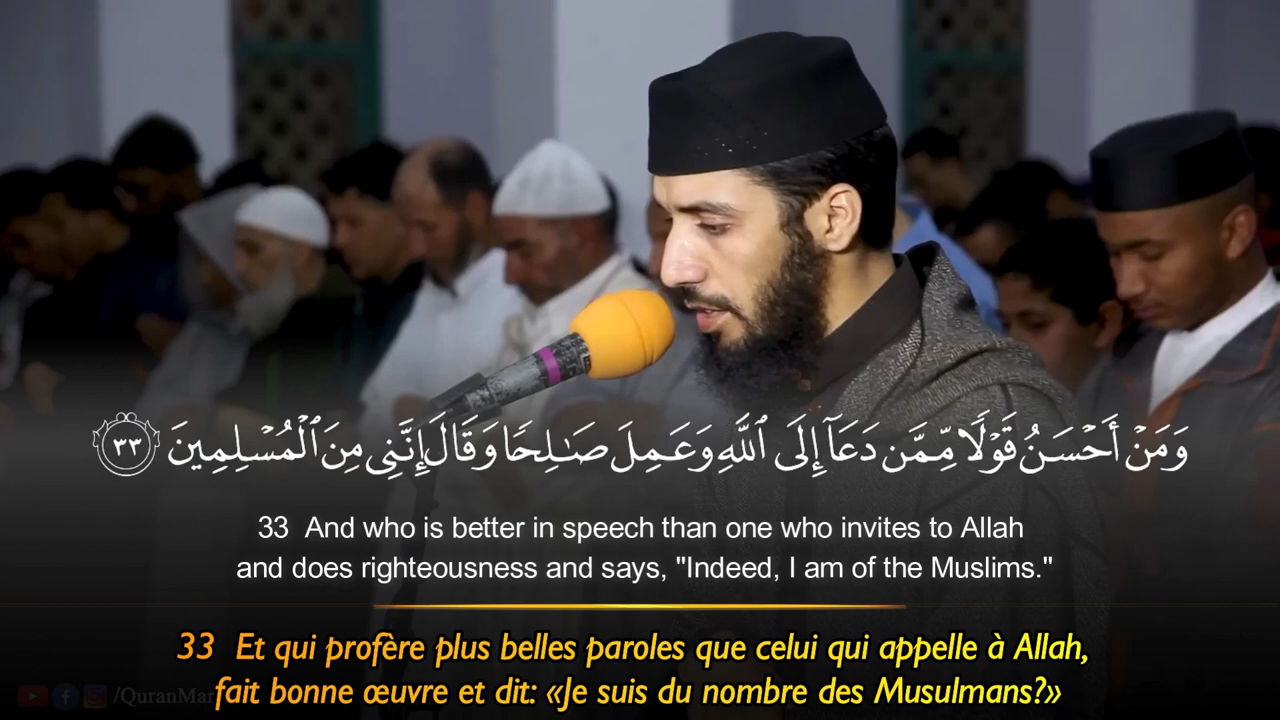 وَمَنۡ أَحۡسَنُ قَوۡلٗا مِّمَّن دَعَآ إِلَى ٱللَّهِ وَعَمِلَ صَٰلِحٗا وَقَالَ إِنَّنِي مِنَ ٱلۡمُسۡلِمِينَ ٣٣
33 And who is better in speech than one who invites to Allah
and does righteousness and says, "Indeed, I am of the Muslims."
33 Et qui profère plus belles paroles que celui qui appelle à Allah,
fait bonne œuvre et dit: «Je suis du nombre des Musulmans?»